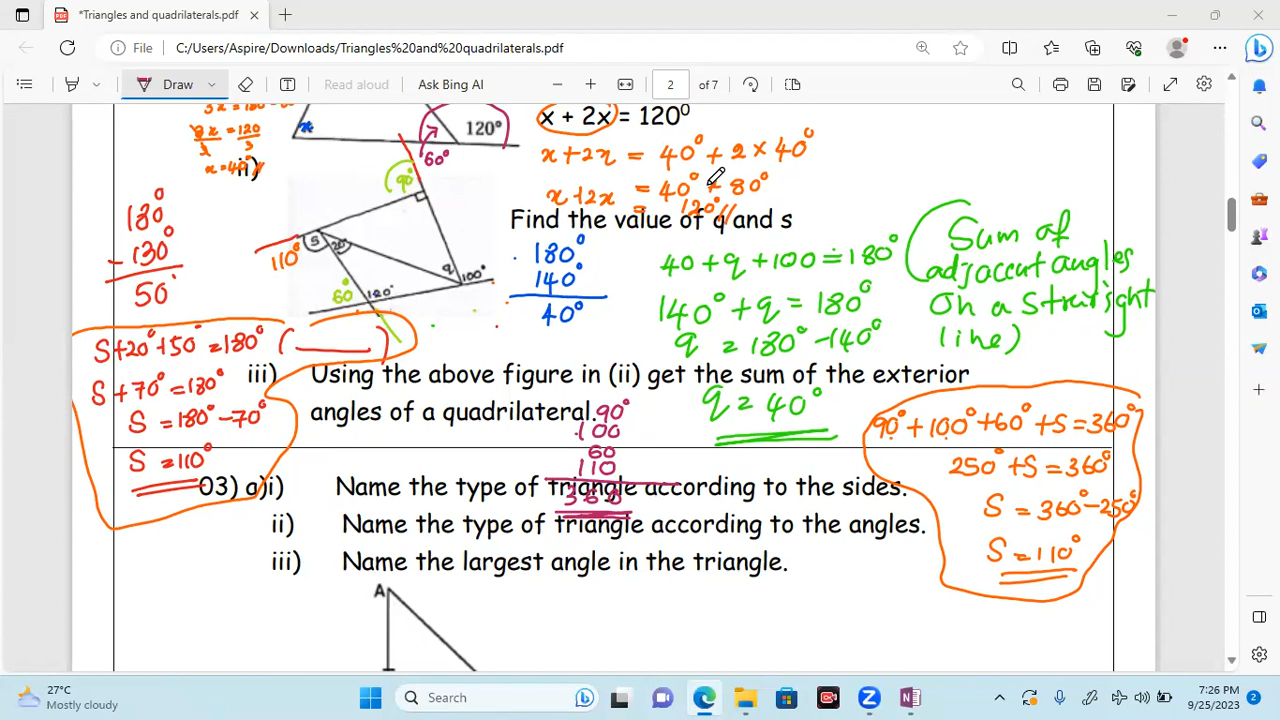 *Triangles and quadrilaterals.pdf
File C:/Users/Aspire/Downloads/Triangles%20and%20quadrilaterals.pdf
Draw Read aloud Ask Bing AI 2 of 7
x + 2x = 120⁰
x
120°
60°
x+2x = 40° + 2 × 40°
x+2x = 40° + 80°
= 120°//
x = 40°//
ii)
90°
Find the value of q and s
180°
- 130°
50°
S
20°
110°
q
100°
60°
120°
180°
140°
40°
40 + q + 100 = 180°
140° + q = 180°
q = 180° - 140°
q = 40°
(Sum of
adjacent angles
on a straight
line)
S+20°+50°=180° ( )
S+70°=180°
S = 180°-70°
S = 110°
iii) Using the above figure in (ii) get the sum of the exterior
angles of a quadrilateral.
90°
100
60
110
360
90°+100°+60°+S=360°
250°+S=360°
S = 360°-250°
S = 110°
03) a)i) Name the type of triangle according to the sides.
ii) Name the type of triangle according to the angles.
iii) Name the largest angle in the triangle.
A
27°C
Mostly cloudy
Search
7:26 PM
9/25/2023